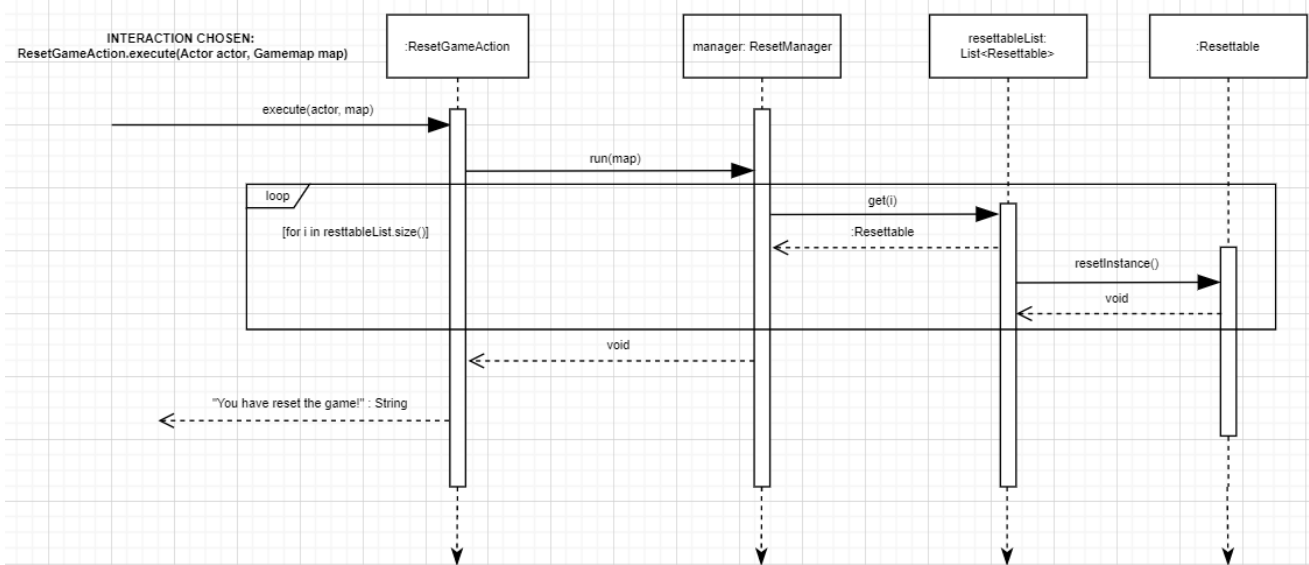 INTERACTION CHOSEN:
ResetGameAction.execute(Actor actor, Gamemap map)
:ResetGameAction
manager: ResetManager
resettableList:
List<Resettable>
:Resettable
execute(actor, map)
run(map)
loop
get(i)
[for i in resttableList.size()]
:Resettable
resetInstance()
void
void
"You have reset the game!" : String